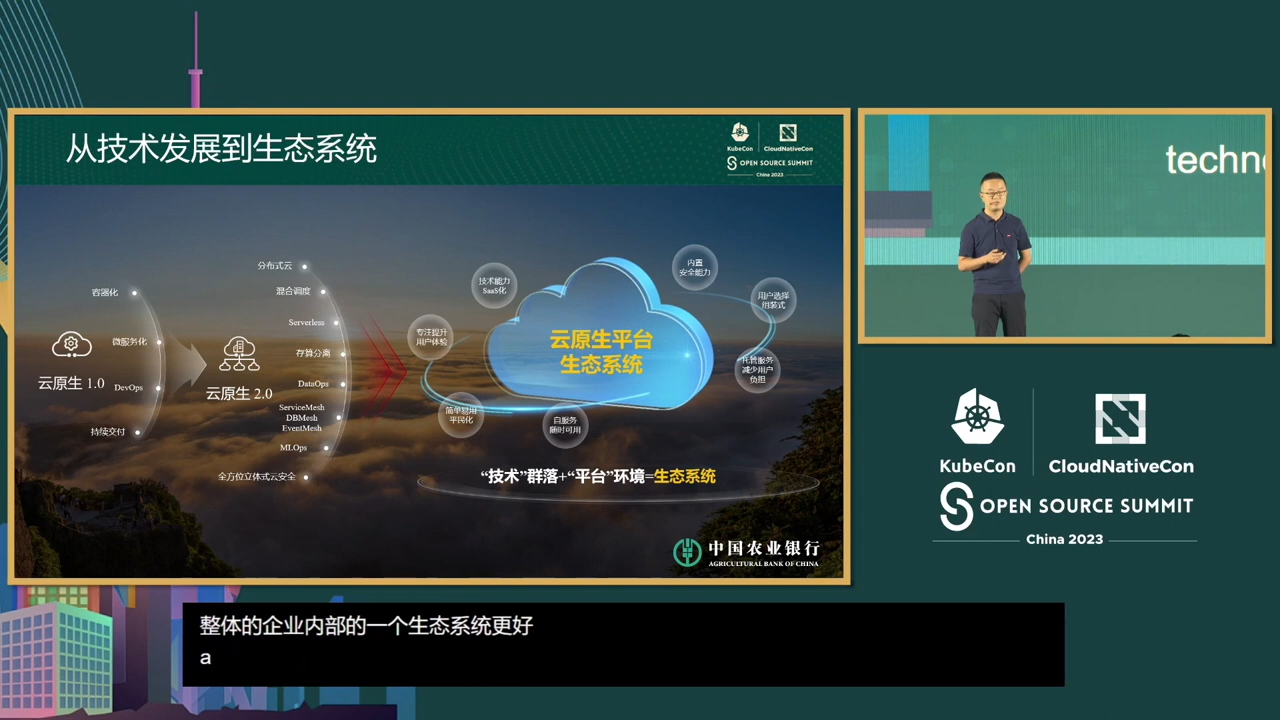 从技术发展到生态系统
KubeCon
CloudNativeCon
OPEN SOURCE SUMMIT
China 2023
分布式云
容器化
混合调度
Serverless
微服务化
存算分离
云原生 1.0
DevOps
云原生 2.0
DataOps
ServiceMesh
DBMesh
EventMesh
持续交付
MLOps
全方位立体式云安全
技术能力
SaaS化
内置
安全能力
用户选择
组装式
专注提升
用户体验
云原生平台
生态系统
托管服务
减少用户
负担
简单易用
平民化
自服务
随时可用
“技术”群落+“平台”环境=生态系统
中国农业银行
AGRICULTURAL BANK OF CHINA
techno
KubeCon
CloudNativeCon
OPEN SOURCE SUMMIT
China 2023
整体的企业内部的一个生态系统更好
a